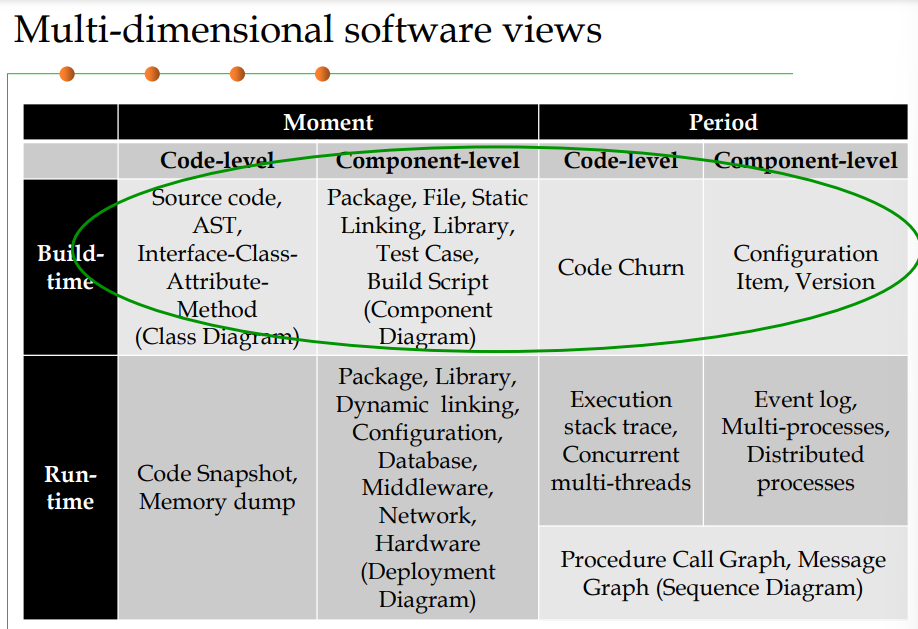 Multi-dimensional software views
Moment
Period
Code-level
Component-level
Code-level
Component-level
Build-
time
Source code,
AST,
Interface-Class-
Attribute-
Method
(Class Diagram)
Package, File, Static
Linking, Library,
Test Case,
Build Script
(Component
Diagram)
Code Churn
Configuration
Item, Version
Run-
time
Code Snapshot,
Memory dump
Package, Library,
Dynamic linking,
Configuration,
Database,
Middleware,
Network,
Hardware
(Deployment
Diagram)
Execution
stack trace,
Concurrent
multi-threads
Event log,
Multi-processes,
Distributed
processes
Procedure Call Graph, Message
Graph (Sequence Diagram)